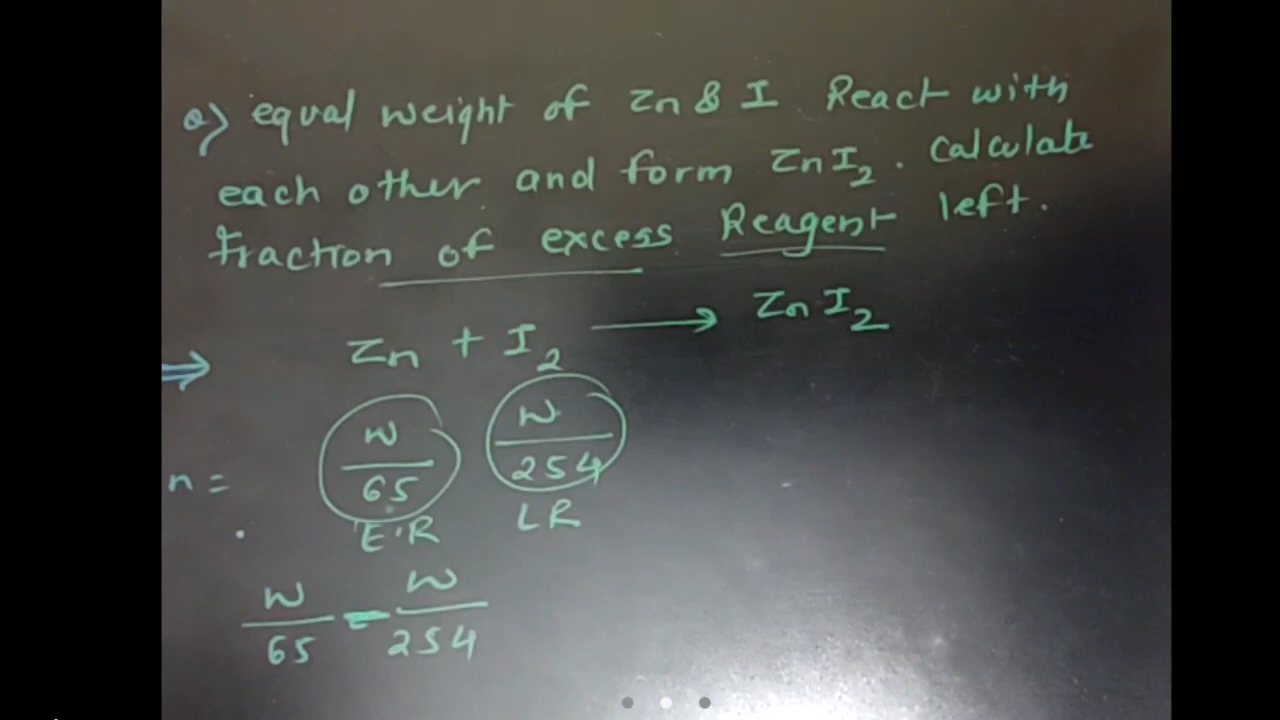 Q) equal weight of Zn & I React with
each other and form ZnI₂. Calculate
fraction of excess Reagent left.
⇒ Zn + I₂ ⟶ ZnI₂
n = W/65 W/254
E.R LR
W/65 - W/254